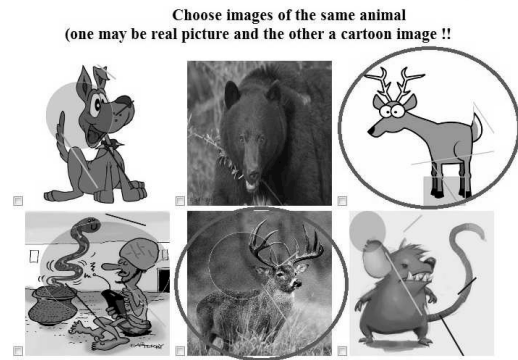 Choose images of the same animal
(one may be real picture and the other a cartoon image !!